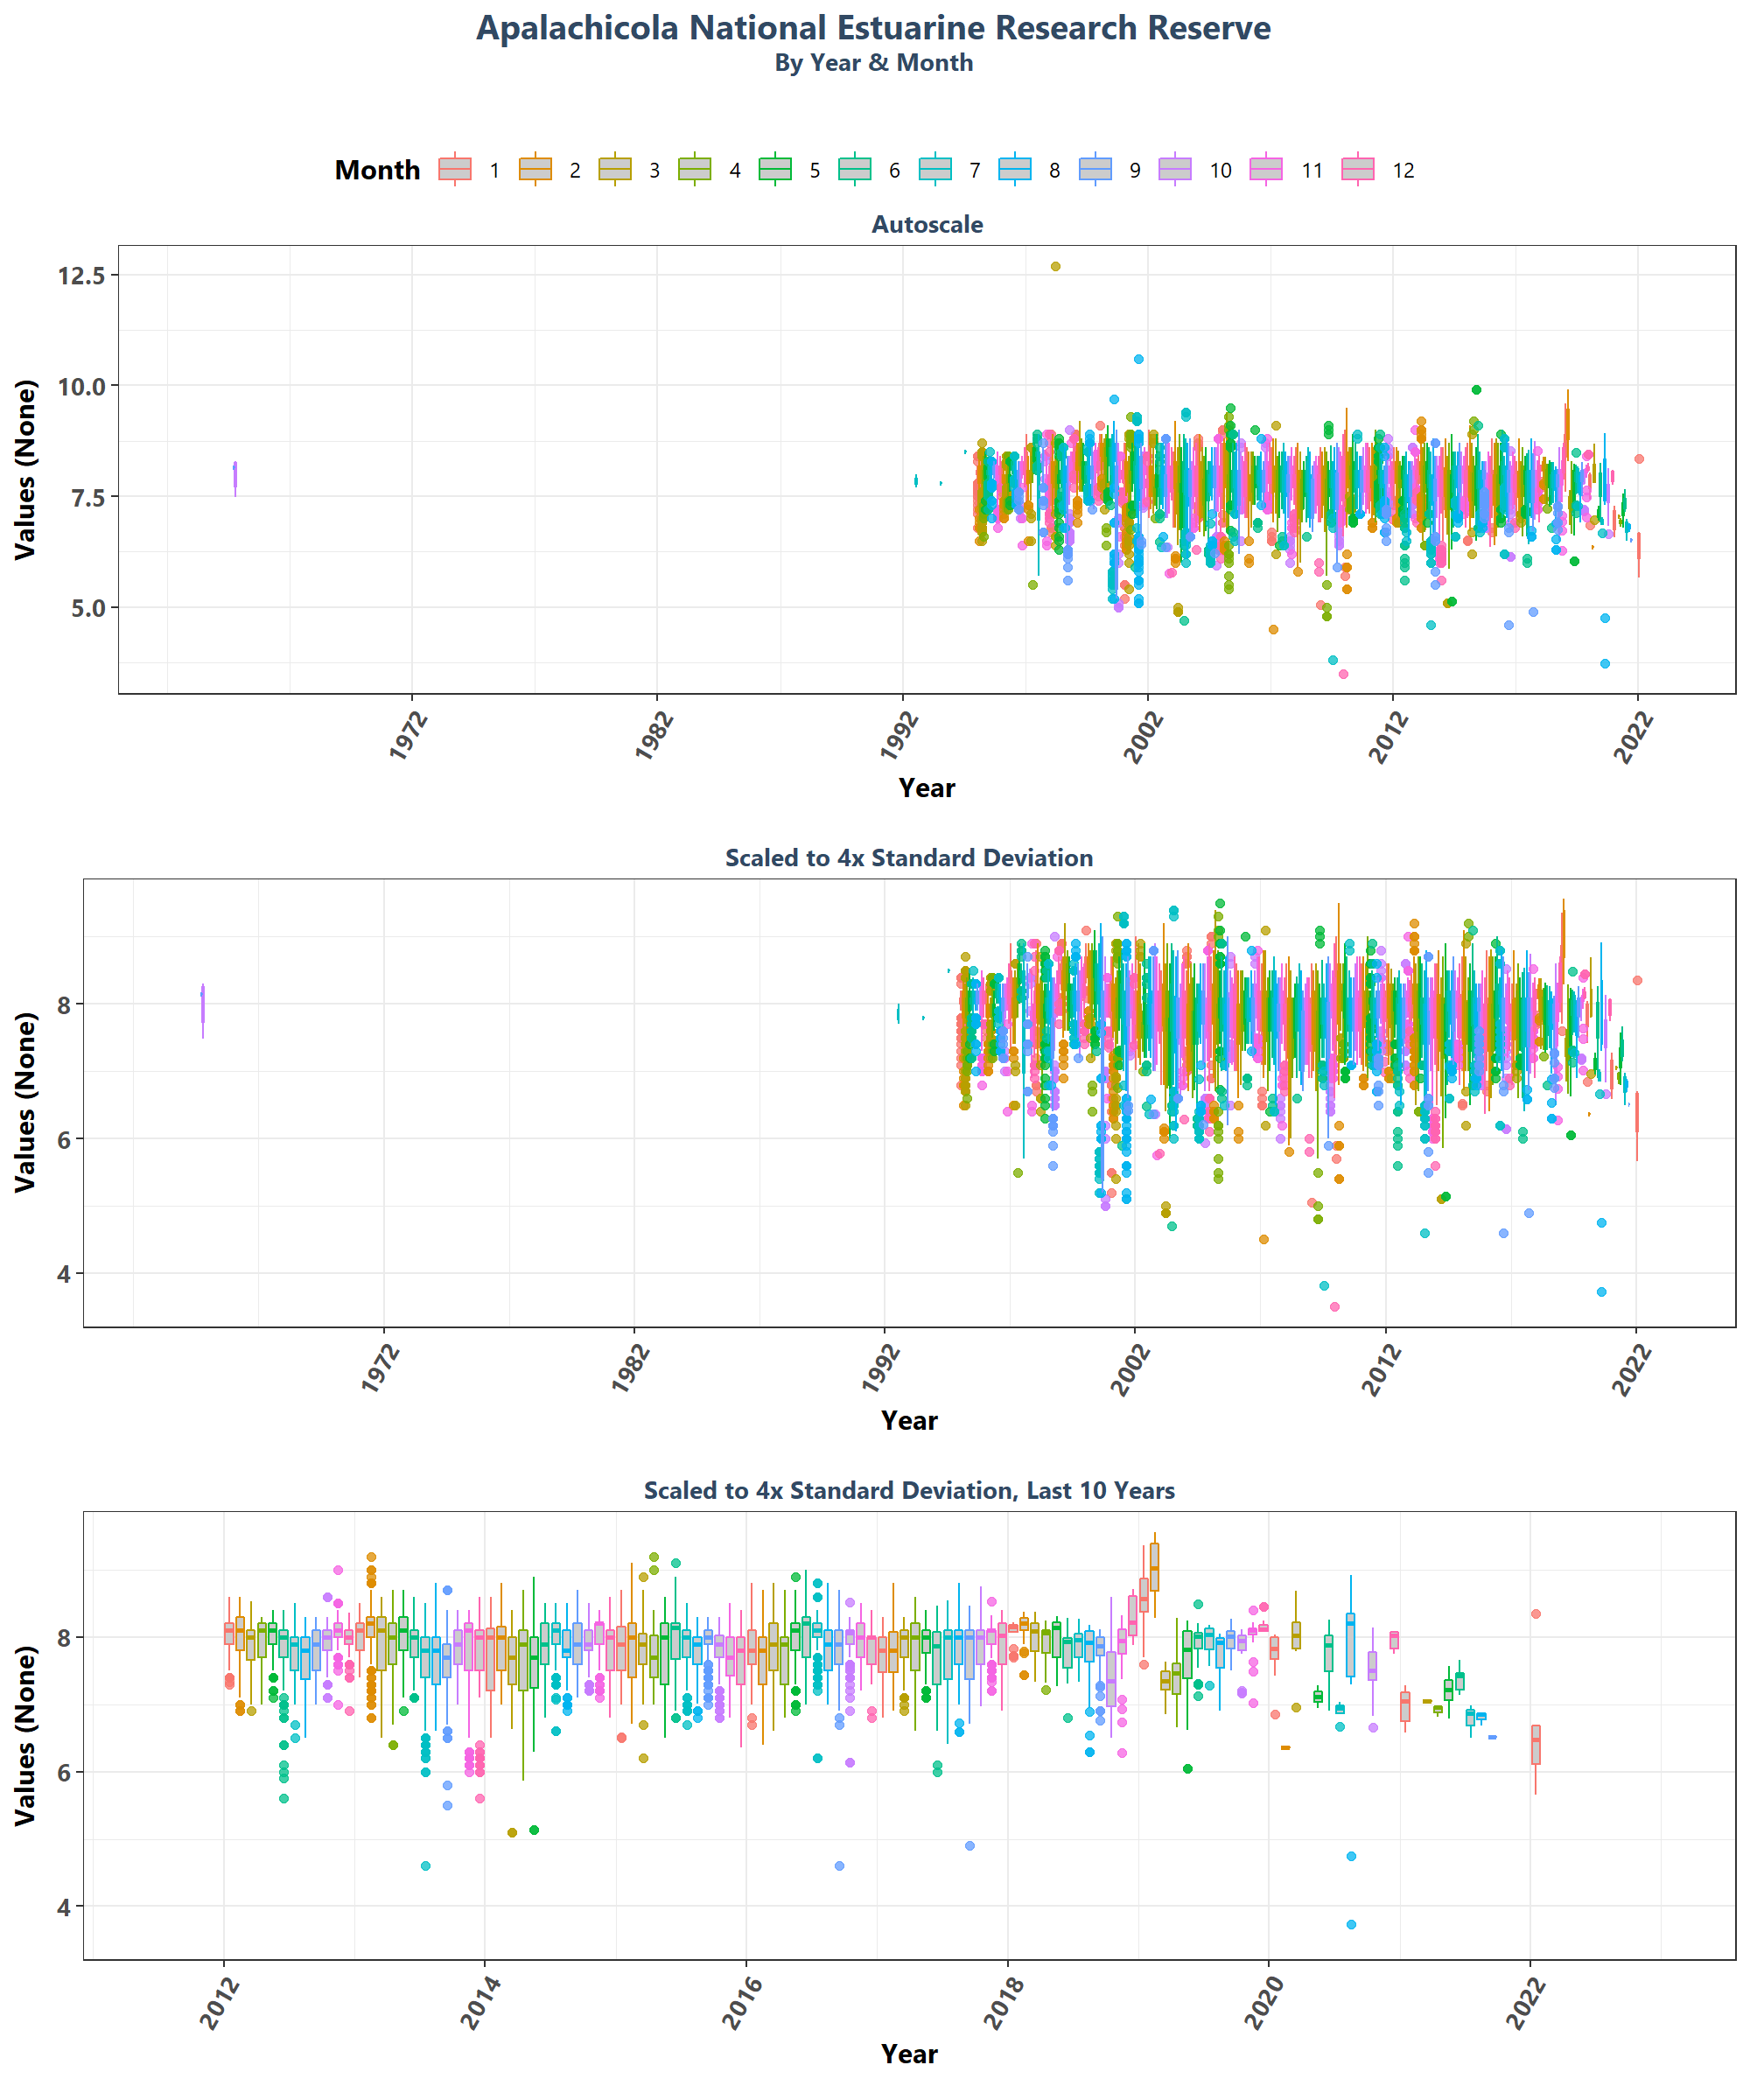 Apalachicola National Estuarine Research Reserve
By Year & Month
Month 1 2 3 4 5 6 7 8 9 10 11 12
Autoscale
Values (None)
12.5
10.0
7.5
5.0
1972 1982 1992 2002 2012 2022
Year
Scaled to 4x Standard Deviation
Values (None)
8
6
4
1972 1982 1992 2002 2012 2022
Year
Scaled to 4x Standard Deviation, Last 10 Years
Values (None)
8
6
4
2012 2014 2016 2018 2020 2022
Year